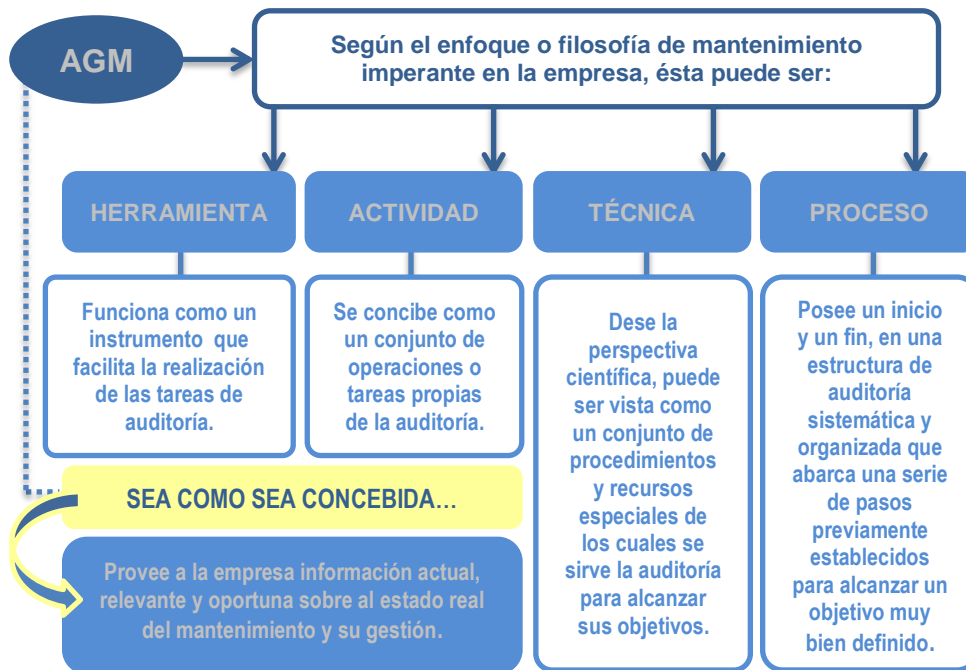 AGM
Según el enfoque o filosofía de mantenimiento
imperante en la empresa, ésta puede ser:
HERRAMIENTA
ACTIVIDAD
TÉCNICA
PROCESO
Funciona como un
instrumento que
facilita la realización
de las tareas de
auditoría.
Se concibe como
un conjunto de
operaciones o
tareas propias
de la auditoría.
Dese la
perspectiva
científica, puede
ser vista como
un conjunto de
procedimientos
y recursos
especiales de
los cuales se
sirve la auditoría
para alcanzar
sus objetivos.
Posee un inicio
y un fin, en una
estructura de
auditoría
sistemática y
organizada que
abarca una serie
de pasos
previamente
establecidos
para alcanzar un
objetivo muy
bien definido.
SEA COMO SEA CONCEBIDA…
Provee a la empresa información actual,
relevante y oportuna sobre al estado real
del mantenimiento y su gestión.